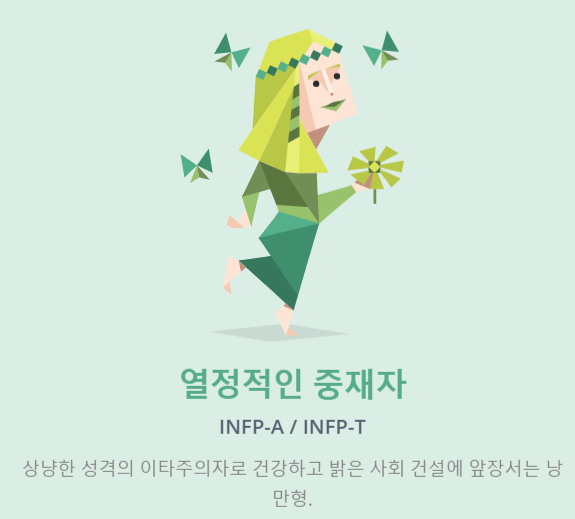 열정적인 중재자
INFP-A / INFP-T
상냥한 성격의 이타주의자로 건강하고 밝은 사회 건설에 앞장서는 낭
만형.